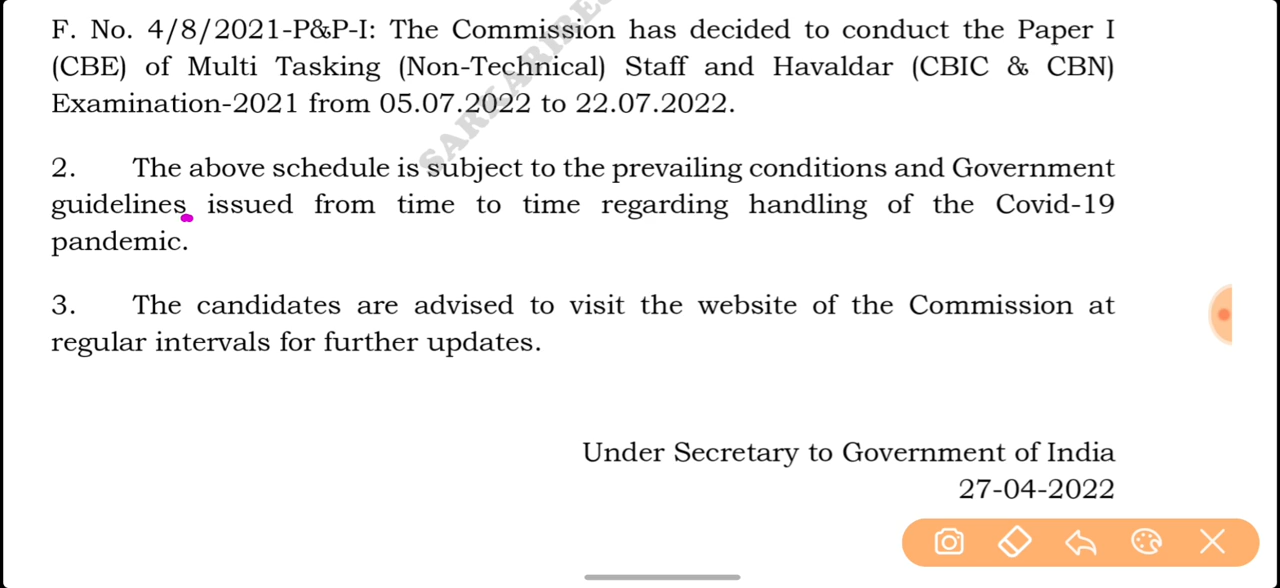 F. No. 4/8/2021-P&P-I: The Commission has decided to conduct the Paper I
(CBE) of Multi Tasking (Non-Technical) Staff and Havaldar (CBIC & CBN)
Examination-2021 from 05.07.2022 to 22.07.2022.
2. The above schedule is subject to the prevailing conditions and Government
guidelines issued from time to time regarding handling of the Covid-19
pandemic.
3. The candidates are advised to visit the website of the Commission at
regular intervals for further updates.
Under Secretary to Government of India
27-04-2022